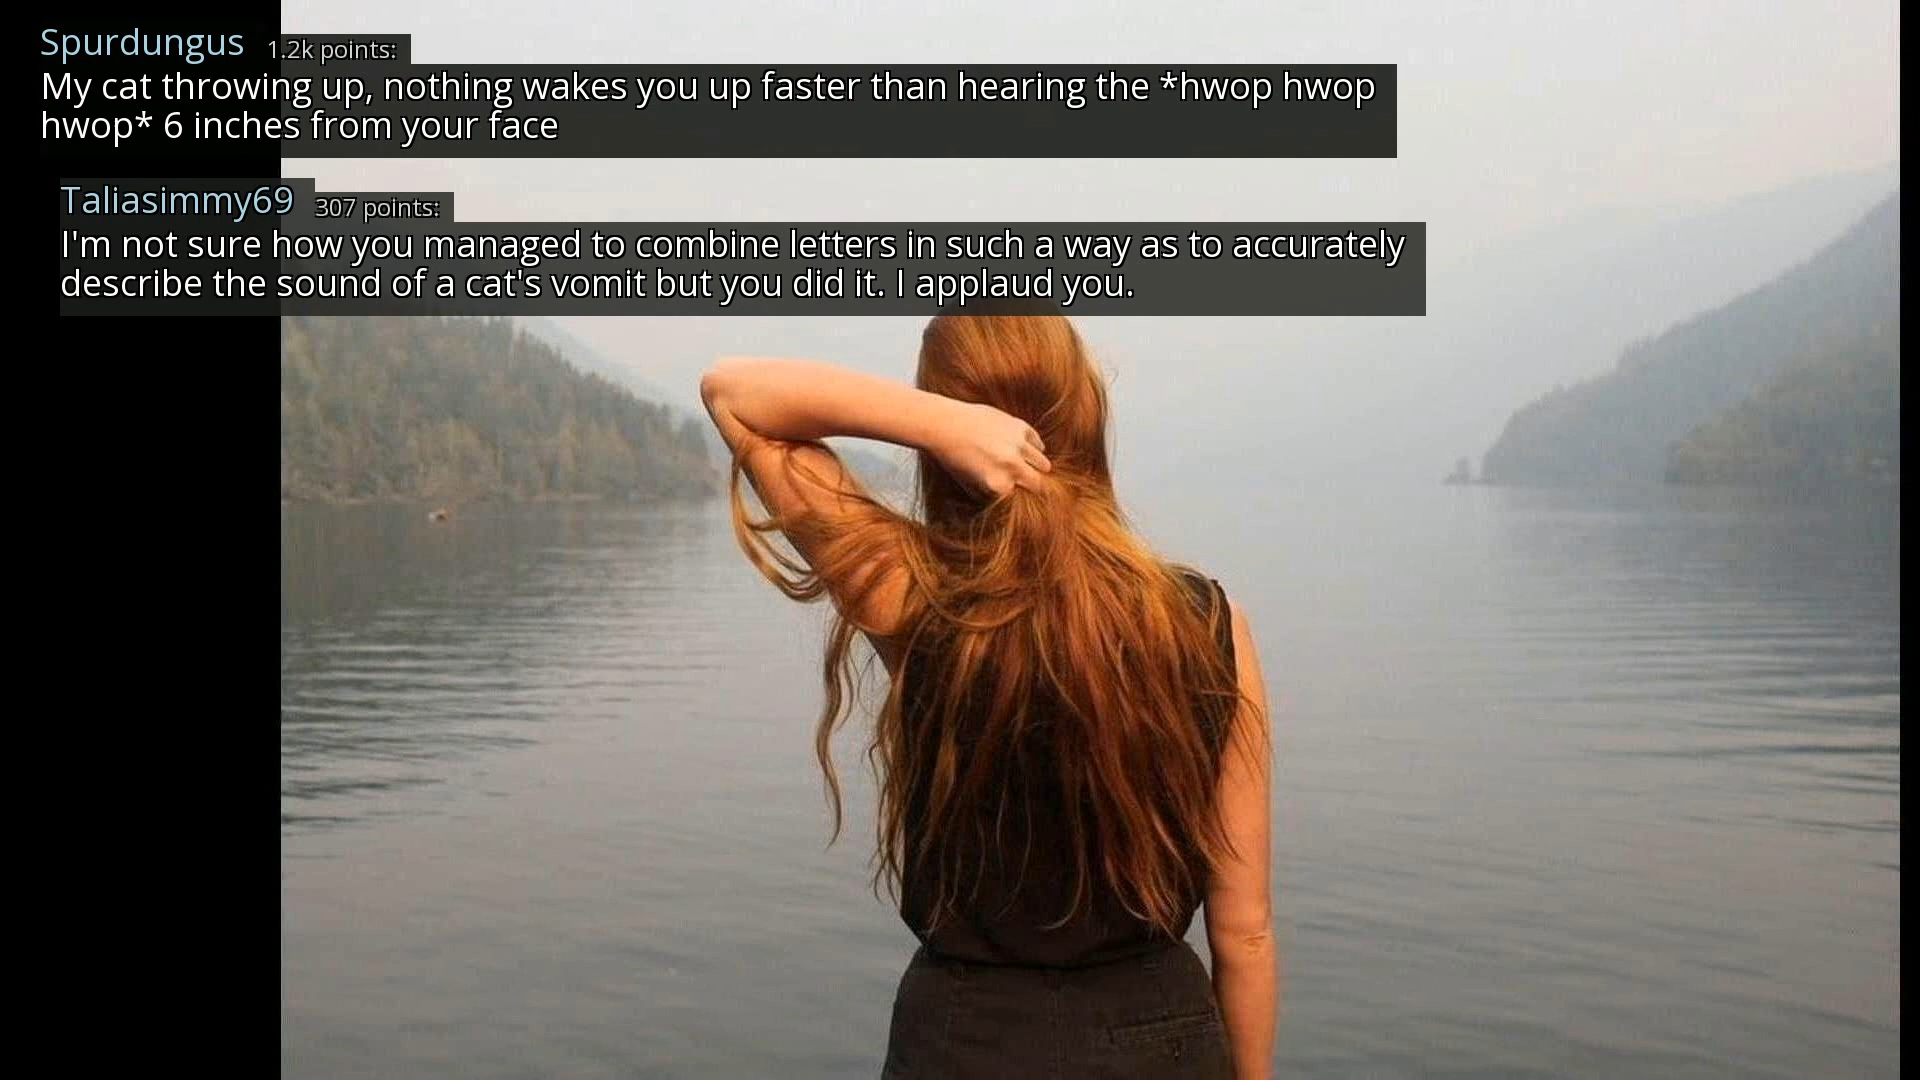 Spurdungus 1.2k points:
My cat throwing up, nothing wakes you up faster than hearing the *hwop hwop
hwop* 6 inches from your face
Taliasimmy69 307 points:
I'm not sure how you managed to combine letters in such a way as to accurately
describe the sound of a cat's vomit but you did it. I applaud you.